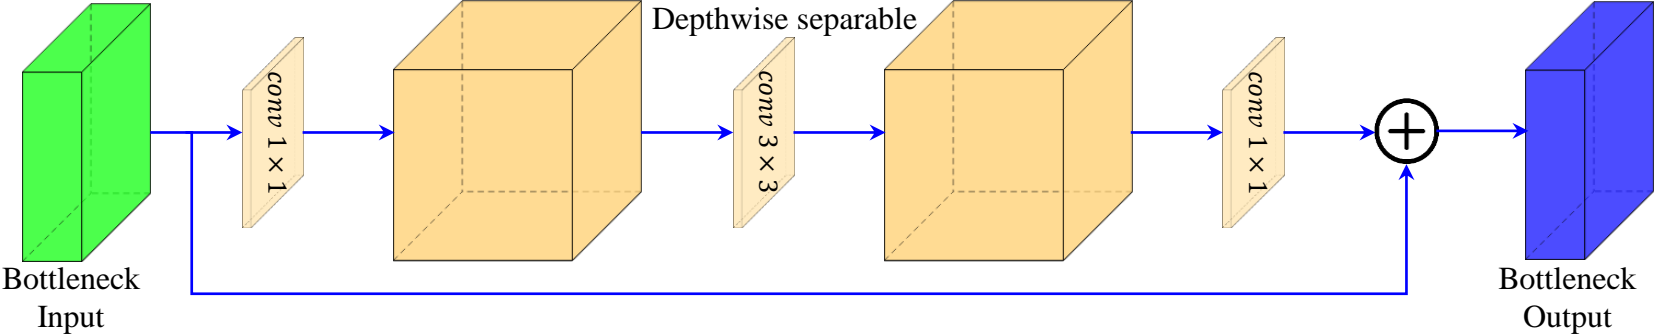 Depthwise separable
conv 1×1
conv 3×3
conv 1×1
Bottleneck
Input
Bottleneck
Output